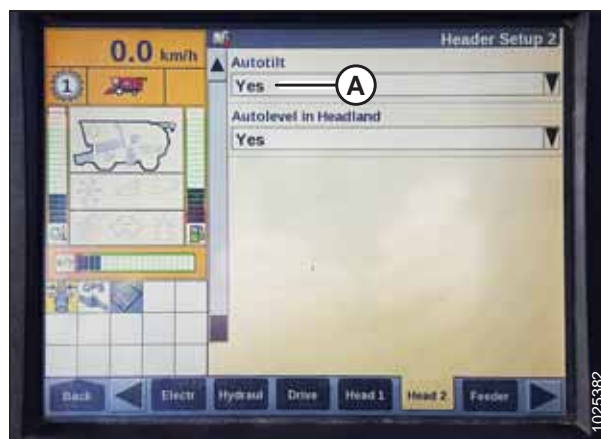 0.0 km/h
Header Setup 2
1
Autotilt
Yes
A
Autolevel in Headland
Yes
GPS
Back
Electr
Hydraul
Drive
Head 1
Head 2
Feeder
1025382